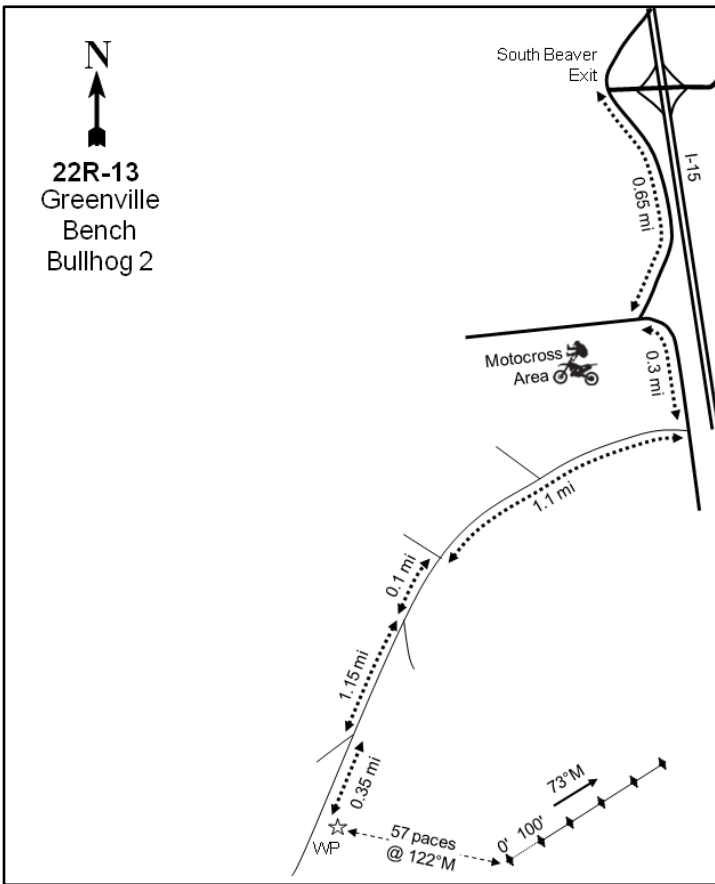 N
22R-13
Greenville
Bench
Bullhog 2
South Beaver
Exit
I-15
0.65 mi
Motocross
Area
0.3 mi
1.1 mi
0.1 mi
1.15 mi
0.35 mi
WP
57 paces
@ 122°M
0' 100'
73°M